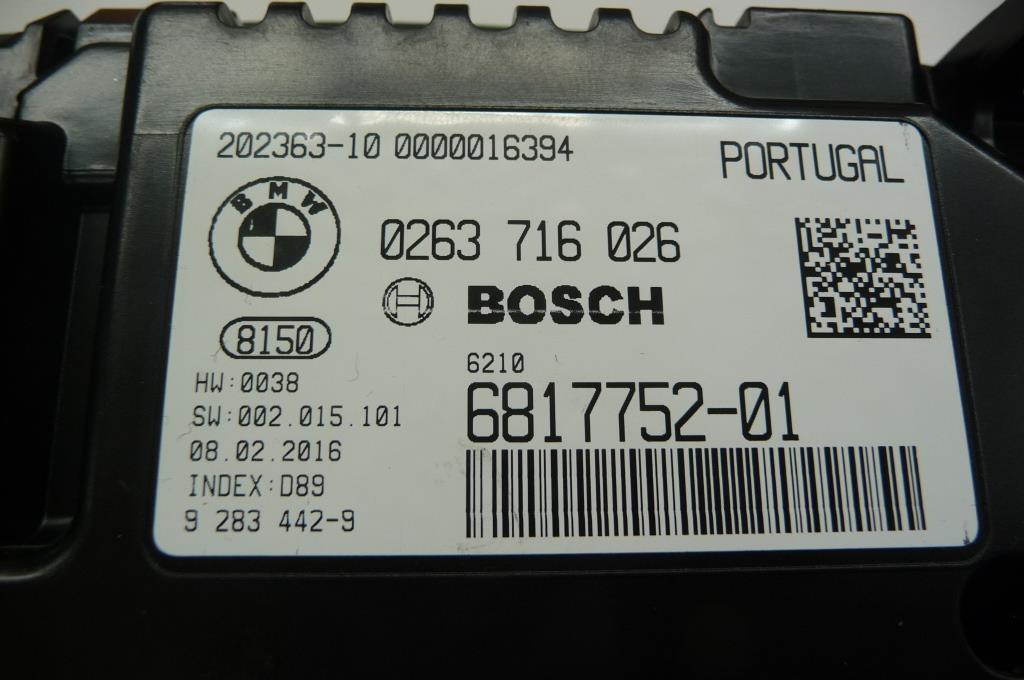 202363-10 0000016394
PORTUGAL
BMW
0263 716 026
BOSCH
8150
6210
HW:0038
6817752-01
SW:002.015.101
08.02.2016
INDEX:D89
9 283 442-9